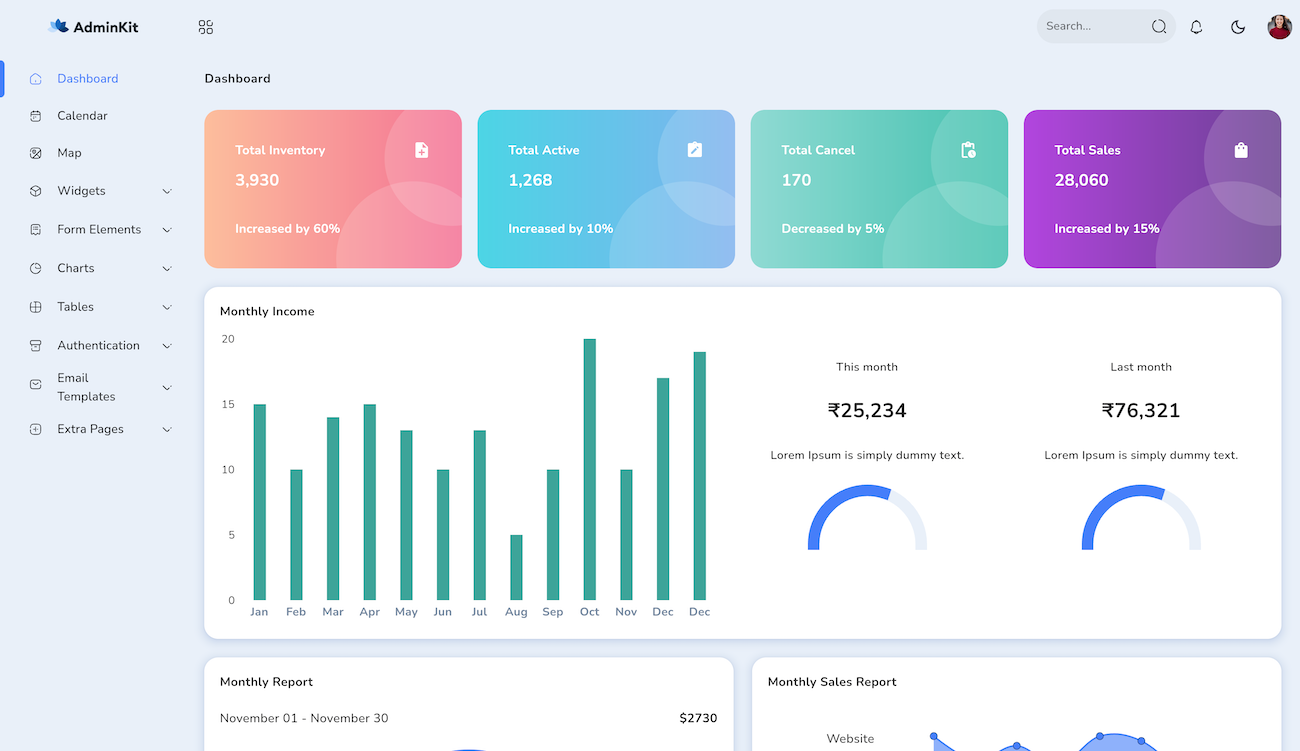 AdminKit
Search...
Dashboard
Calendar
Map
Widgets
Form Elements
Charts
Tables
Authentication
Email
Templates
Extra Pages
Dashboard
Total Inventory
3,930
Increased by 60%
Total Active
1,268
Increased by 10%
Total Cancel
170
Decreased by 5%
Total Sales
28,060
Increased by 15%
Monthly Income
20
15
10
5
0
Jan Feb Mar Apr May Jun Jul Aug Sep Oct Nov Dec Dec
This month
₹25,234
Lorem Ipsum is simply dummy text.
Last month
₹76,321
Lorem Ipsum is simply dummy text.
Monthly Report
November 01 - November 30 $2730
Monthly Sales Report
Website